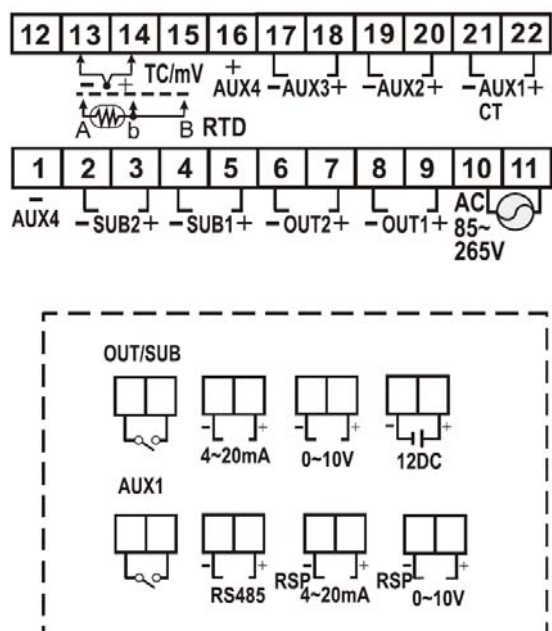 12 13 14 15 16 17 18 19 20 21 22
- + TC/mV + AUX4 -AUX3+ -AUX2+ -AUX1+
CT
A b B RTD
1 2 3 4 5 6 7 8 9 10 11
- AUX4 -SUB2+ -SUB1+ -OUT2+ -OUT1+ AC
85~
265V
OUT/SUB
- + - + - +
4~20mA 0~10V 12DC
AUX1
- + - + - +
RS485 RSP 4~20mA RSP 0~10V